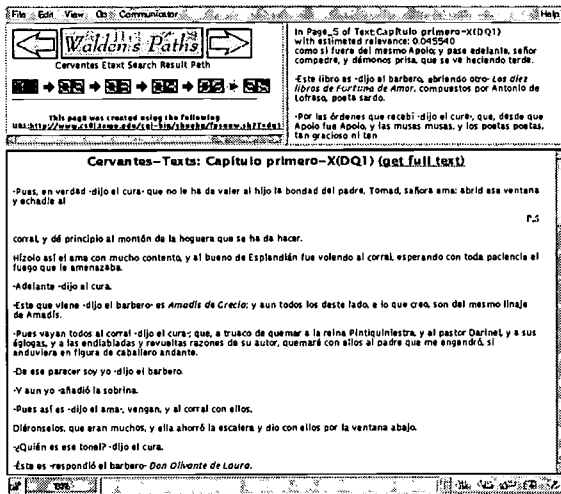 File Edit View Go Communicator Help
Walden's Paths
Cervantes Etext Search Result Path
This page was created using the following
URL:
In Page_5 of Text:Capítulo primero-X(DQ1)
with estimated relevance: 0.045540
como si fuera del mesmo Apolo; y pase adelante, señor
compadre, y démonos prisa, que se ve haciendo tarde.
-Este libro es -dijo el barbero, abriendo otro- Los diez
libros de Fortuna de Amor, compuestos por Antonio de
Lofraso, poeta sardo.
-Por las órdenes que recebí -dijo el cura-, que, desde que
Apolo fue Apolo, y las musas musas, y los poetas poetas,
tan gracioso ni tan
Cervantes-Texts: Capítulo primero-X(DQ1) (get full text)
-Pues, en verdad -dijo el cura- que no le ha de valer al hijo la bondad del padre. Tomad, señora ama: abrid esa ventana
y echadle al
P.5
corral, y dé principio al montón de la hoguera que se ha de hacer.
Hízolo así el ama con mucho contento, y el bueno de Esplandián fue volando al corral, esperando con toda paciencia el
fuego que le amenazaba.
-Adelante -dijo el cura.
-Este que viene -dijo el barbero- es Amadís de Grecia; y aun todos los deste lado, a lo que creo, son del mesmo linaje
de Amadís.
-Pues vayan todos al corral -dijo el cura-; que, a trueco de quemar a la reina Pintiquiniestra, y al pastor Darinel, y a sus
églogas, y a las endiabladas y revueltas razones de su autor, quemaré con ellos al padre que me engendró, si
anduviera en figura de caballero andante.
-De ese parecer soy yo -dijo el barbero.
-Y aun yo -añadió la sobrina.
-Pues así es -dijo el ama-, vengan, y al corral con ellos.
Diéronselos, que eran muchos, y ella ahorró la escalera y dio con ellos por la ventana abajo.
-¿Quién es ese tonel? -dijo el cura.
-Éste es -respondió el barbero- Don Olivante de Laura.
100%